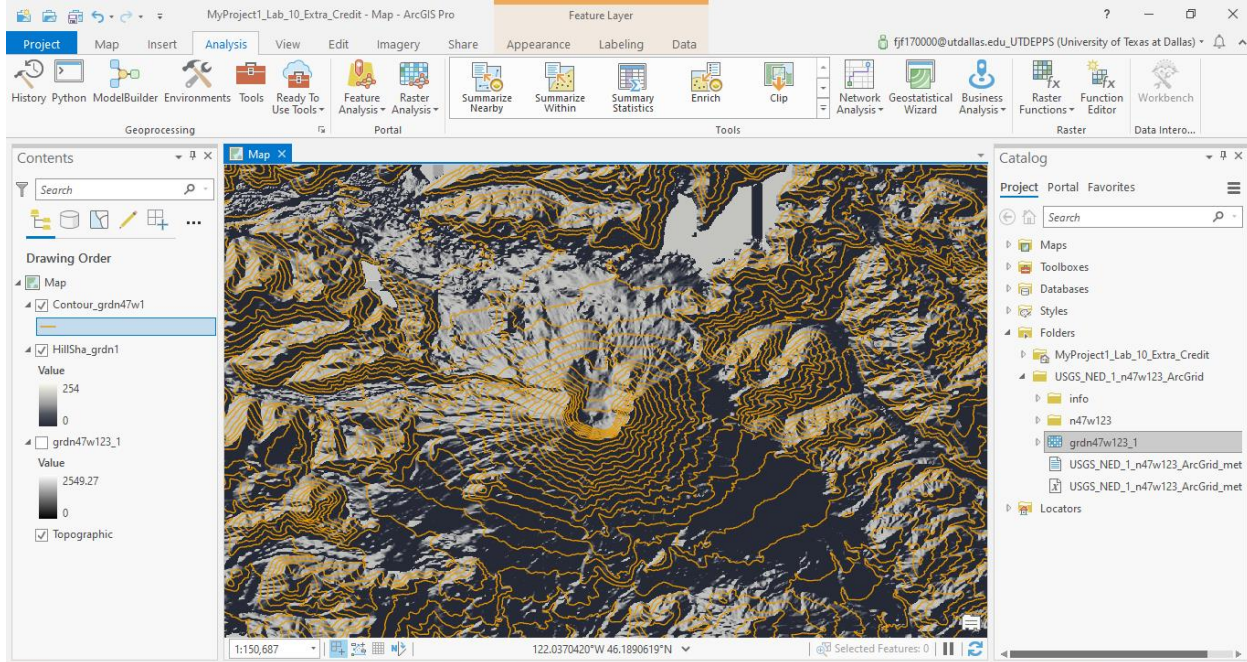 MyProject1_Lab_10_Extra_Credit - Map - ArcGIS Pro
Feature Layer
?
Project Map Insert Analysis View Edit Imagery Share Appearance Labeling Data
fjf170000@utdallas.edu_UTDEPPS (University of Texas at Dallas)
History Python ModelBuilder Environments Tools Ready To Use Tools
Feature Analysis Raster Analysis
Summarize Nearby Summarize Within Summary Statistics Enrich Clip
Network Analysis Geostatistical Wizard Business Analysis
Raster Functions Function Editor Workbench
Geoprocessing Portal Tools Raster Data Intero...
Contents
Search
Drawing Order
Map
Contour_grdn47w1
HillSha_grdn1
Value
254
0
grdn47w123_1
Value
2549.27
0
Topographic
Map
1:150,687
122.0370420°W 46.1890619°N
Selected Features: 0
Catalog
Project Portal Favorites
Search
Maps
Toolboxes
Databases
Styles
Folders
MyProject1_Lab_10_Extra_Credit
USGS_NED_1_n47w123_ArcGrid
info
n47w123
grdn47w123_1
USGS_NED_1_n47w123_ArcGrid_met
USGS_NED_1_n47w123_ArcGrid_met
Locators